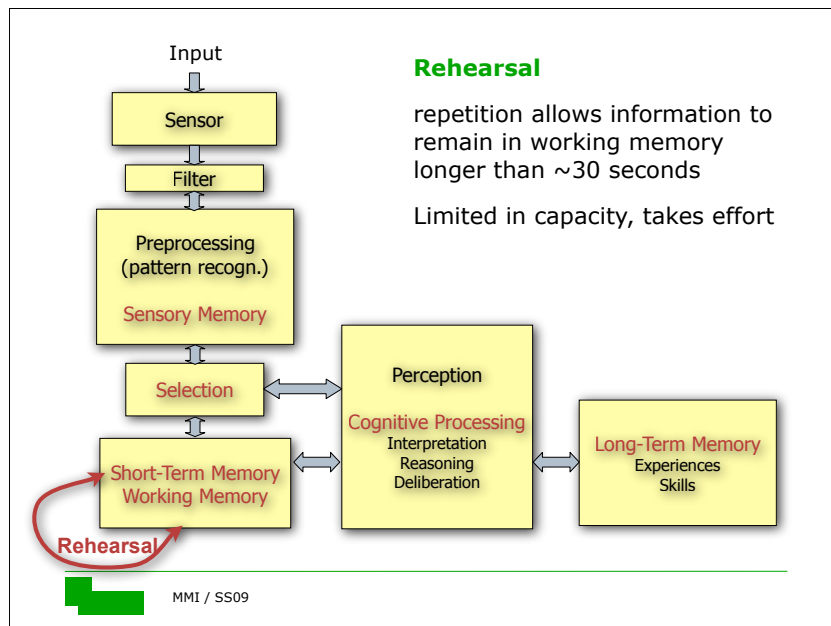 Input
Sensor
Filter
Preprocessing
(pattern recogn.)
Sensory Memory
Selection
Short-Term Memory
Working Memory
Rehearsal
Perception
Cognitive Processing
Interpretation
Reasoning
Deliberation
Long-Term Memory
Experiences
Skills
Rehearsal
repetition allows information to
remain in working memory
longer than ~30 seconds
Limited in capacity, takes effort
MMI / SS09